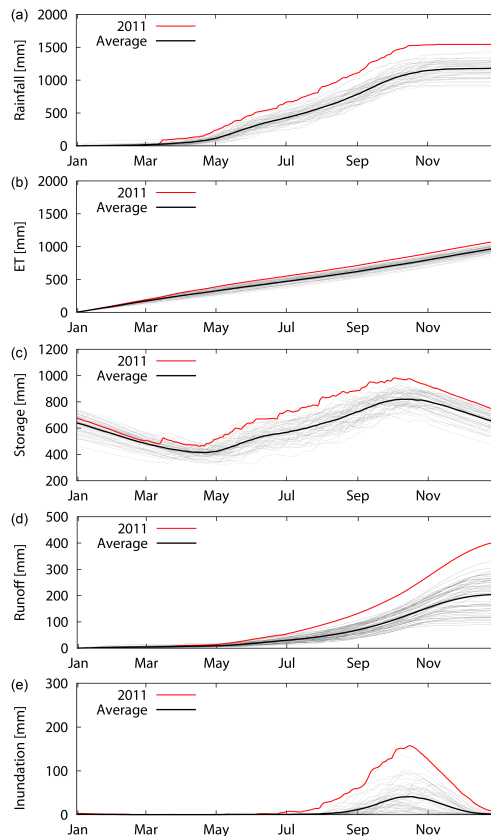 (a)
2000
2011
Average
1500
1000
500
0
Rainfall [mm]
Jan Mar May Jul Sep Nov
(b)
2000
2011
Average
1500
1000
500
0
ET [mm]
Jan Mar May Jul Sep Nov
(c)
1200
2011
Average
1000
800
600
400
200
Storage [mm]
Jan Mar May Jul Sep Nov
(d)
500
2011
Average
400
300
200
100
0
Runoff [mm]
Jan Mar May Jul Sep Nov
(e)
300
2011
Average
200
100
0
Inundation [mm]
Jan Mar May Jul Sep Nov